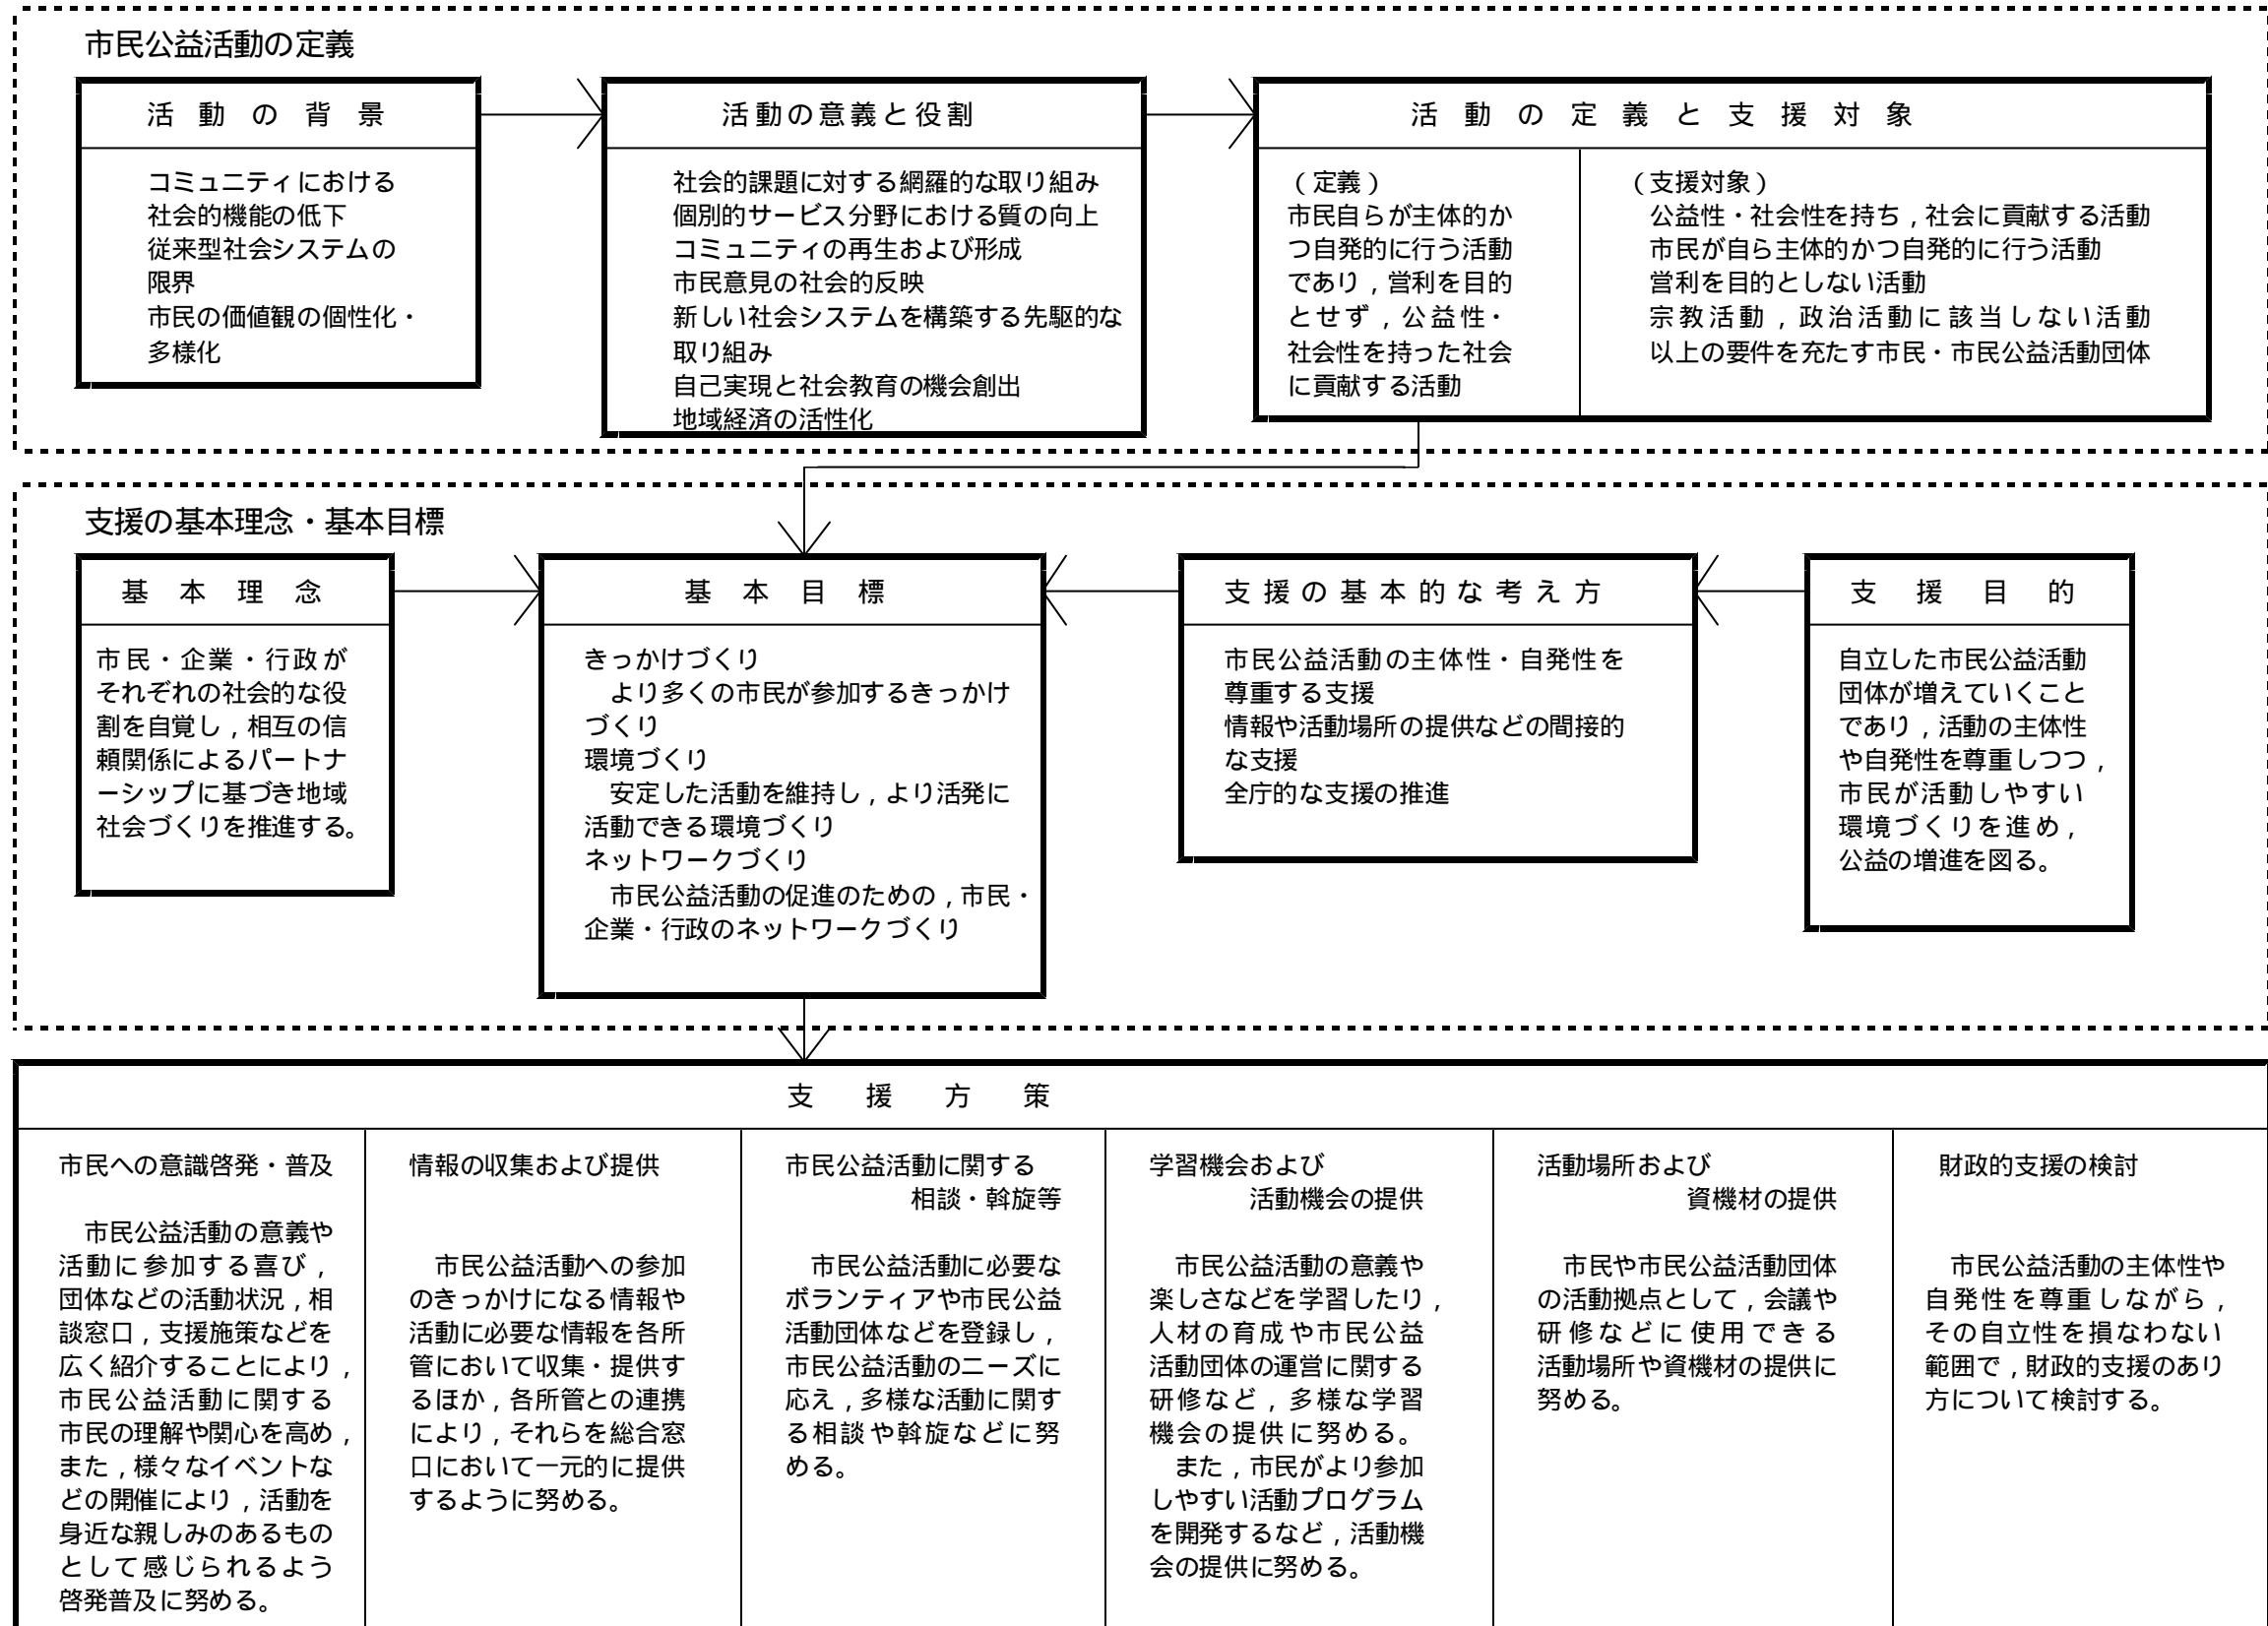 市民公益活動の定義
活動の背景
コミュニティにおける
社会的機能の低下
従来型社会システムの
限界
市民の価値観の個性化・
多様化
活動の意義と役割
社会的課題に対する網羅的な取り組み
個別的サービス分野における質の向上
コミュニティの再生および形成
市民意見の社会的反映
新しい社会システムを構築する先駆的な
取り組み
自己実現と社会教育の機会創出
地域経済の活性化
活動の定義と支援対象
（定義）
市民自らが主体的か
つ自発的に行う活動
であり，営利を目的
とせず，公益性・
社会性を持った社会
に貢献する活動
（支援対象）
公益性・社会性を持ち，社会に貢献する活動
市民が自ら主体的かつ自発的に行う活動
営利を目的としない活動
宗教活動，政治活動に該当しない活動
以上の要件を充たす市民・市民公益活動団体
支援の基本理念・基本目標
基本理念
市民・企業・行政が
それぞれの社会的な役
割を自覚し，相互の信
頼関係によるパートナ
ーシップに基づき地域
社会づくりを推進する。
基本目標
きっかけづくり
より多くの市民が参加するきっかけ
づくり
環境づくり
安定した活動を維持し，より活発に
活動できる環境づくり
ネットワークづくり
市民公益活動の促進のための，市民・
企業・行政のネットワークづくり
支援の基本的な考え方
市民公益活動の主体性・自発性を
尊重する支援
情報や活動場所の提供などの間接的
な支援
全庁的な支援の推進
支援目的
自立した市民公益活動
団体が増えていくこと
であり，活動の主体性
や自発性を尊重しつつ，
市民が活動しやすい
環境づくりを進め，
公益の増進を図る。
支援方策
市民への意識啓発・普及
市民公益活動の意義や
活動に参加する喜び，
団体などの活動状況，相
談窓口，支援施策などを
広く紹介することにより，
市民公益活動に関する
市民の理解や関心を高め，
また，様々なイベントな
どの開催により，活動を
身近な親しみのあるもの
として感じられるよう
啓発普及に努める。
情報の収集および提供
市民公益活動への参加
のきっかけになる情報や
活動に必要な情報を各所
管において収集・提供す
るほか，各所管との連携
により，それらを総合窓
口において一元的に提供
するように努める。
市民公益活動に関する
相談・斡旋等
市民公益活動に必要な
ボランティアや市民公益
活動団体などを登録し，
市民公益活動のニーズに
応え，多様な活動に関す
る相談や斡旋などに努
める。
学習機会および
活動機会の提供
市民公益活動の意義や
楽しさなどを学習したり，
人材の育成や市民公益
活動団体の運営に関する
研修など，多様な学習
機会の提供に努める。
また，市民がより参加
しやすい活動プログラム
を開発するなど，活動機
会の提供に努める。
活動場所および
資機材の提供
市民や市民公益活動団体
の活動拠点として，会議や
研修などに使用できる
活動場所や資機材の提供に
努める。
財政的支援の検討
市民公益活動の主体性や
自発性を尊重しながら，
その自立性を損なわない
範囲で，財政的支援のあり
方について検討する。